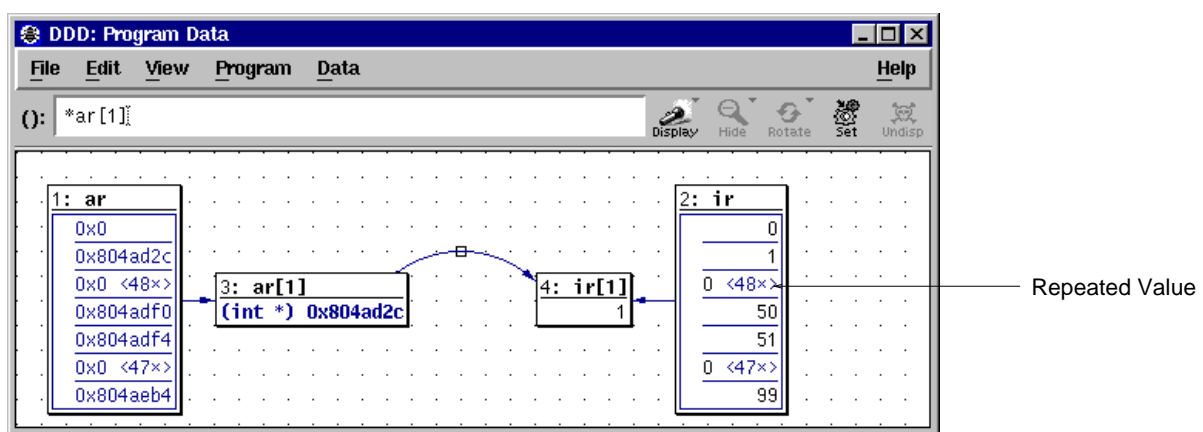 DDD: Program Data
File Edit View Program Data Help
(): *ar[1]
Display Hide Rotate Set Undisp
1: ar
0x0
0x804ad2c
0x0 <48×>
0x804adf0
0x804adf4
0x0 <47×>
0x804aeb4
3: ar[1]
(int *) 0x804ad2c
4: ir[1]
1
2: ir
0
1
0 <48×>
50
51
0 <47×>
99
Repeated Value